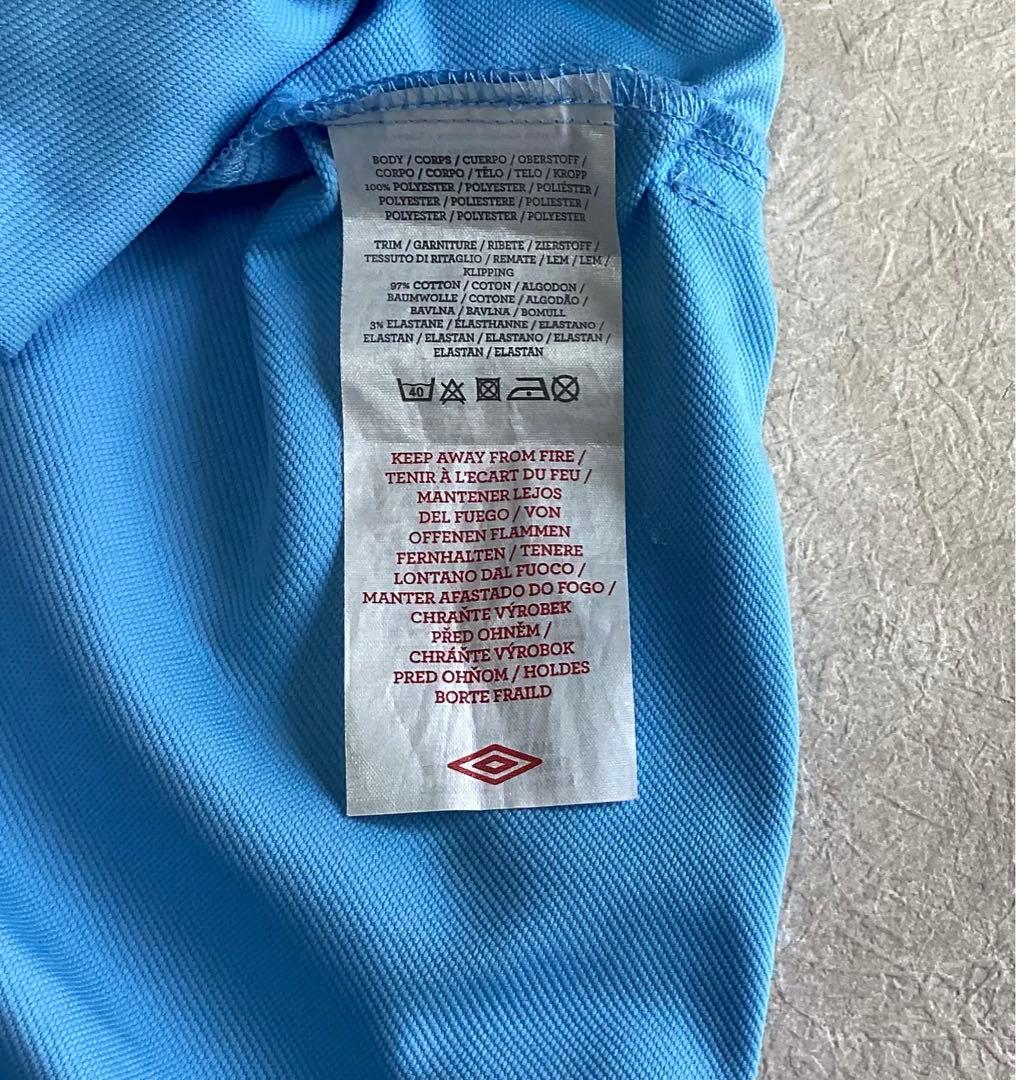 BODY / CORPS / CUERPO / OBERSTOFF /
CORPO / CORPO / TĚLO / TELO / KROPP
100% POLYESTER / POLYESTER / POLIÉSTER /
POLYESTER / POLIESTERE / POLIÉSTER /
POLYESTER / POLYESTER / POLYESTER
TRIM / GARNITURE / RIBETE / ZIERSTOFF /
TESSUTO DI RITAGLIO / REMATE / LEM / LEM /
KLIPPING
97% COTTON / COTON / ALGODON /
BAUMWOLLE / COTONE / ALGODÃO /
BAVLNA / BAVLNA / BOMULL
3% ELASTANE / ÉLASTHANNE / ELASTANO /
ELASTAN / ELASTAN / ELASTANO / ELASTAN /
ELASTAN / ELASTAN
40
KEEP AWAY FROM FIRE /
TENIR À L'ECART DU FEU /
MANTENER LEJOS
DEL FUEGO / VON
OFFENEN FLAMMEN
FERNHALTEN / TENERE
LONTANO DAL FUOCO /
MANTER AFASTADO DO FOGO /
CHRAŇTE VÝROBEK
PŘED OHNĚM /
CHRÁŇTE VÝROBOK
PRED OHŇOM / HOLDES
BORTE FRAILD